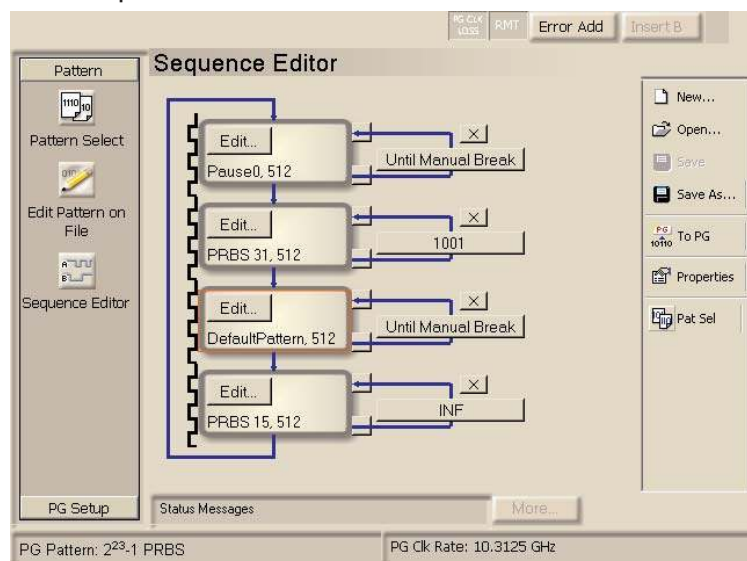 PG CLK LOSS
RMT
Error Add
Insert B
Pattern
Sequence Editor
Pattern Select
Edit Pattern on File
Sequence Editor
Edit...
Pause0, 512
X
Until Manual Break
Edit...
PRBS 31, 512
X
1001
Edit...
DefaultPattern, 512
X
Until Manual Break
Edit...
PRBS 15, 512
X
INF
New...
Open...
Save
Save As...
To PG
Properties
Pat Sel
PG Setup
Status Messages
More...
PG Pattern: 2²³-1 PRBS
PG Clk Rate: 10.3125 GHz